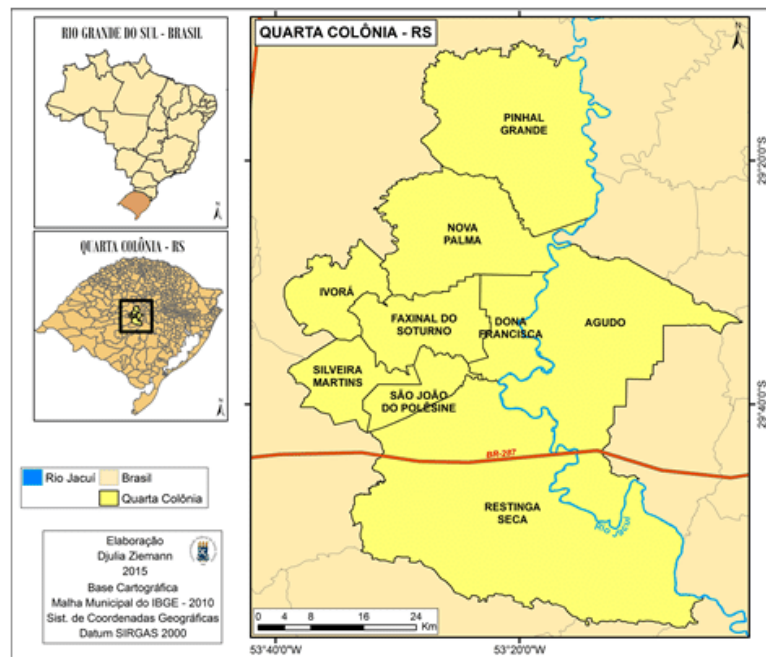 RIO GRANDE DO SUL - BRASIL
N
QUARTA COLÔNIA - RS
N
Rio Jacuí
Brasil
Quarta Colônia
Elaboração
Djulia Ziemann
2015
Base Cartográfica
Malha Municipal do IBGE - 2010
Sist. de Coordenadas Geográficas
Datum SIRGAS 2000
QUARTA COLÔNIA - RS
N
PINHAL
GRANDE
NOVA
PALMA
IVORÁ
FAXINAL DO
SOTURNO
DONA
FRANCISCA
AGUDO
SILVEIRA
MARTINS
SÃO JOÃO
DO POLÊSINE
BR-287
RESTINGA
SECA
Rio Jacuí
0 4 8 16 24
Km
53°40'0"W
53°20'0"W
29°20'0"S
29°40'0"S